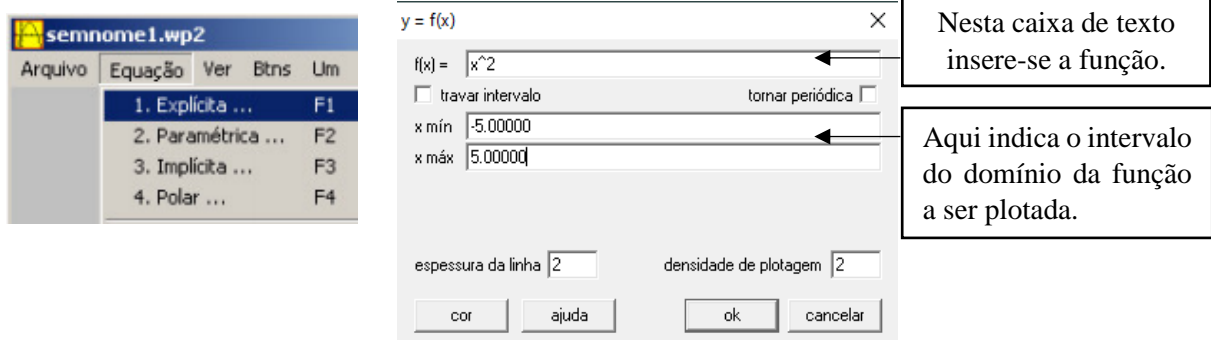 semnome1.wp2
Arquivo Equação Ver Btns Um
1. Explícita ... F1
2. Paramétrica ... F2
3. Implícita ... F3
4. Polar ... F4
y = f(x)
f(x) = x^2
travar intervalo tornar periódica
x mín -5.00000
x máx 5.00000
espessura da linha 2 densidade de plotagem 2
cor ajuda ok cancelar
Nesta caixa de texto
insere-se a função.
Aqui indica o intervalo
do domínio da função
a ser plotada.